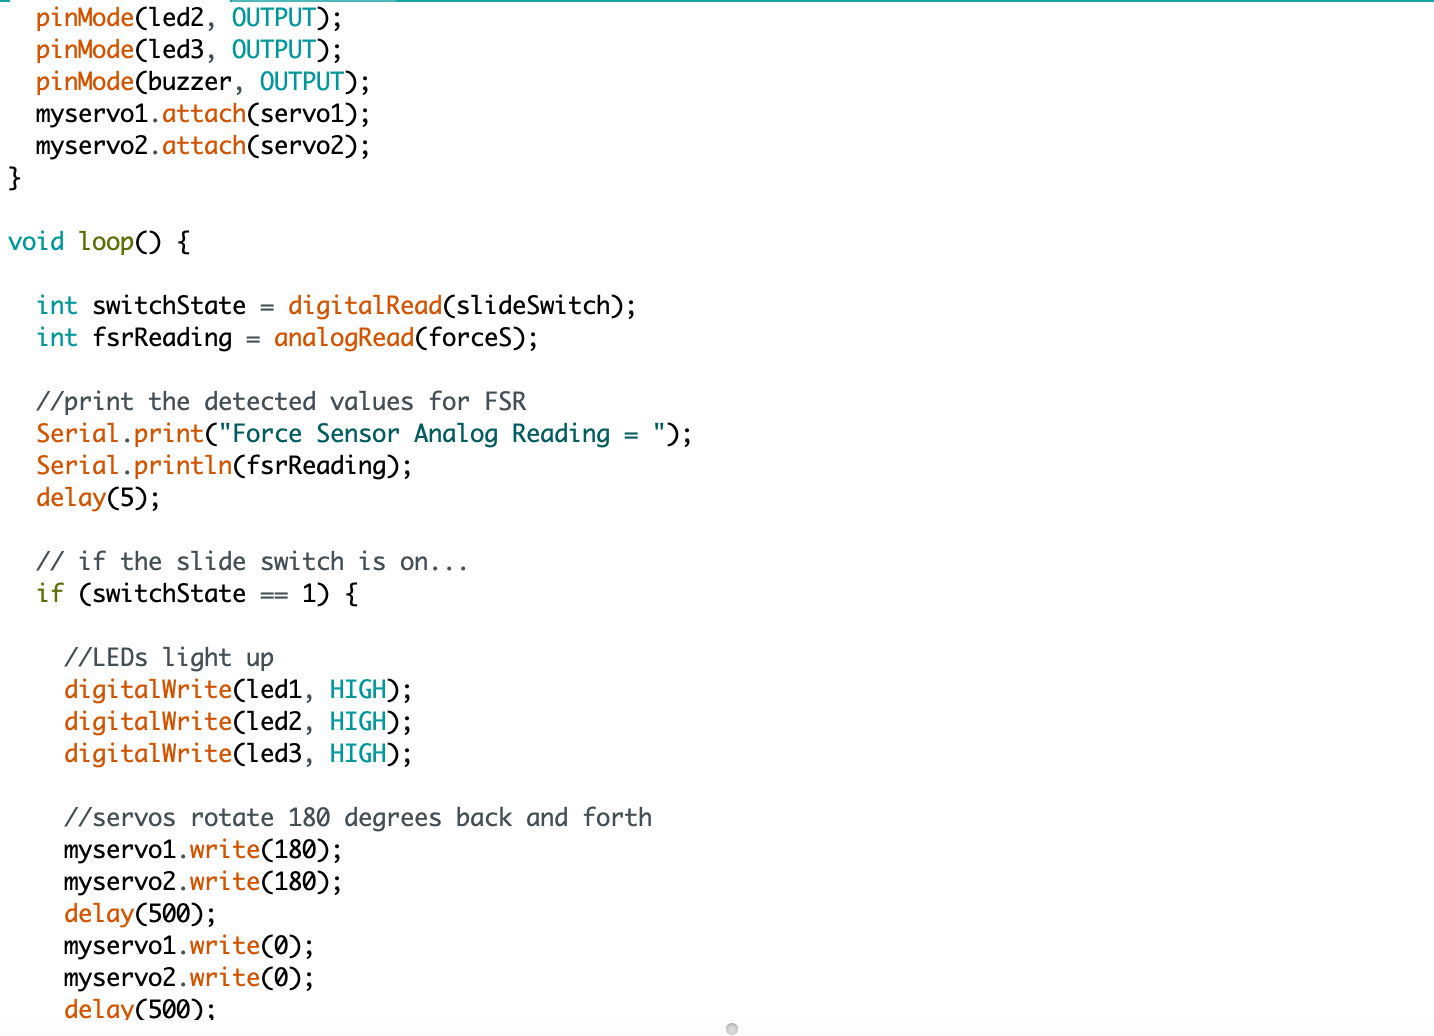 pinMode(led2, OUTPUT);
pinMode(led3, OUTPUT);
pinMode(buzzer, OUTPUT);
myservo1.attach(servo1);
myservo2.attach(servo2);
}
void loop() {
int switchState = digitalRead(slideSwitch);
int fsrReading = analogRead(forceS);
//print the detected values for FSR
Serial.print("Force Sensor Analog Reading = ");
Serial.println(fsrReading);
delay(5);
// if the slide switch is on...
if (switchState == 1) {
//LEDs light up
digitalWrite(led1, HIGH);
digitalWrite(led2, HIGH);
digitalWrite(led3, HIGH);
//servos rotate 180 degrees back and forth
myservo1.write(180);
myservo2.write(180);
delay(500);
myservo1.write(0);
myservo2.write(0);
delay(500);